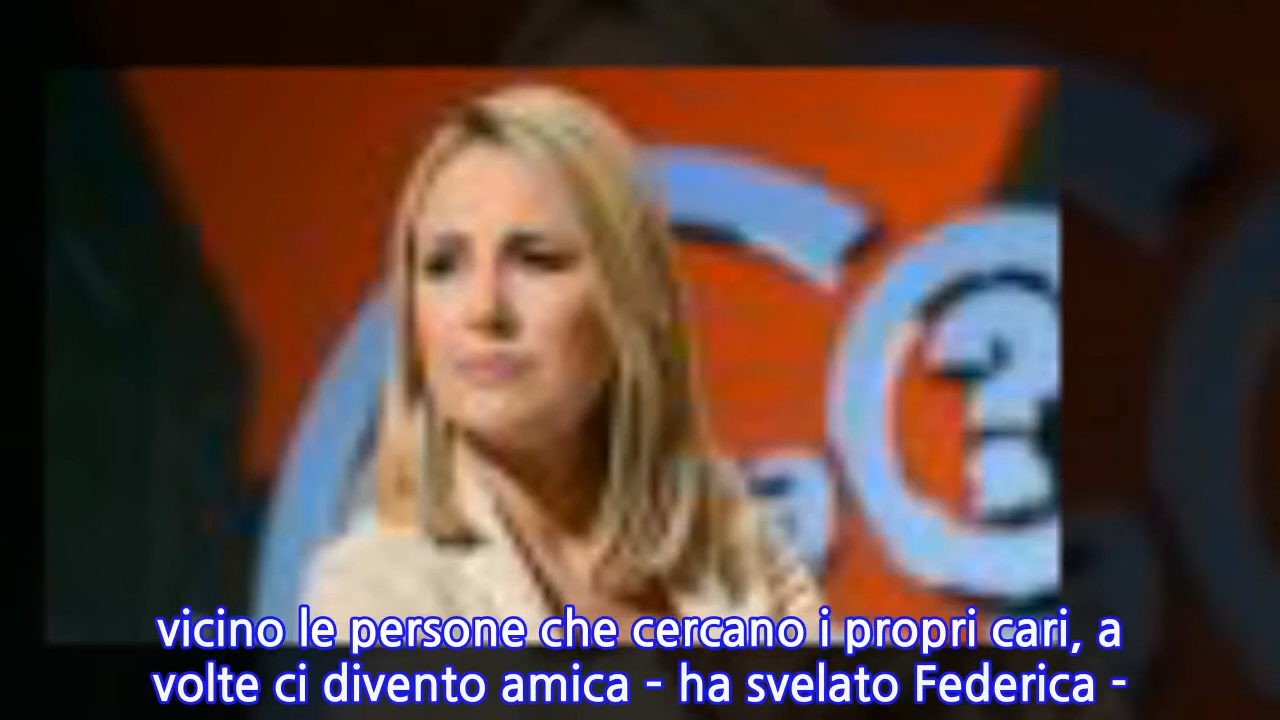 vicino le persone che cercano i propri cari, a
volte ci divento amica - ha svelato Federica -